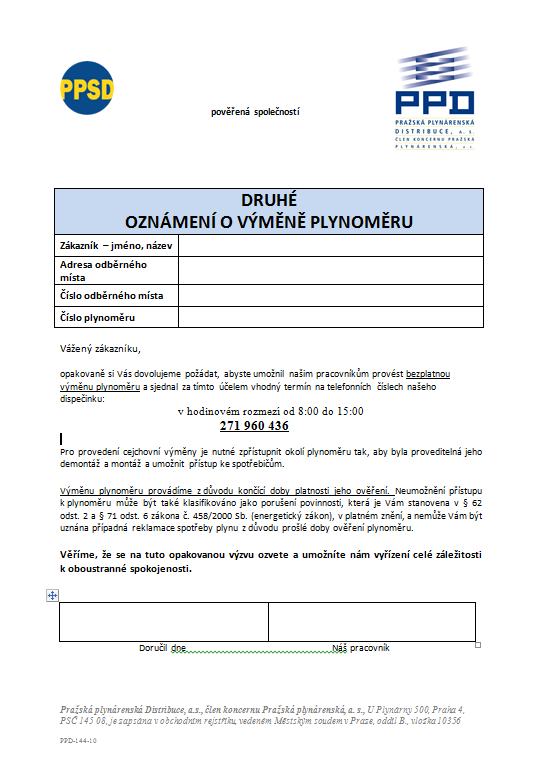 PPSD
pověřená společností
PPD
PRAŽSKÁ PLYNÁRENSKÁ
DISTRIBUCE, a. s.
ČLEN KONCERNU PRAŽSKÁ
PLYNÁRENSKÁ, a. s.
DRUHÉ
OZNÁMENÍ O VÝMĚNĚ PLYNOMĚRU
Zákazník – jméno, název
Adresa odběrného
místa
Číslo odběrného místa
Číslo plynoměru
Vážený zákazníku,
opakovaně si Vás dovolujeme požádat, abyste umožnil našim pracovníkům provést bezplatnou
výměnu plynoměru a sjednal za tímto účelem vhodný termín na telefonních číslech našeho
dispečinku:
v hodinovém rozmezí od 8:00 do 15:00
271 960 436
Pro provedení cejchovní výměny je nutné zpřístupnit okolí plynoměru tak, aby byla proveditelná jeho
demontáž a montáž a umožnit přístup ke spotřebičům.
Výměnu plynoměru provádíme z důvodu končící doby platnosti jeho ověření. Neumožnění přístupu
k plynoměru může být také klasifikováno jako porušení povinností, která je Vám stanovena v § 62
odst. 2 a § 71 odst. 6 zákona č. 458/2000 Sb. (energetický zákon), v platném znění, a nemůže Vám být
uznána případná reklamace spotřeby plynu z důvodu prošlé doby ověření plynoměru.
Věříme, že se na tuto opakovanou výzvu ozvete a umožníte nám vyřízení celé záležitosti
k oboustranné spokojenosti.
Doručil dne Náš pracovník
Pražská plynárenská Distribuce, a.s., člen koncernu Pražská plynárenská, a. s., U Plynárny 500, Praha 4,
PSČ 145 08, je zapsána v obchodním rejstříku, vedeném Městským soudem v Praze, oddíl B., vložka 10356
PPD-144-10